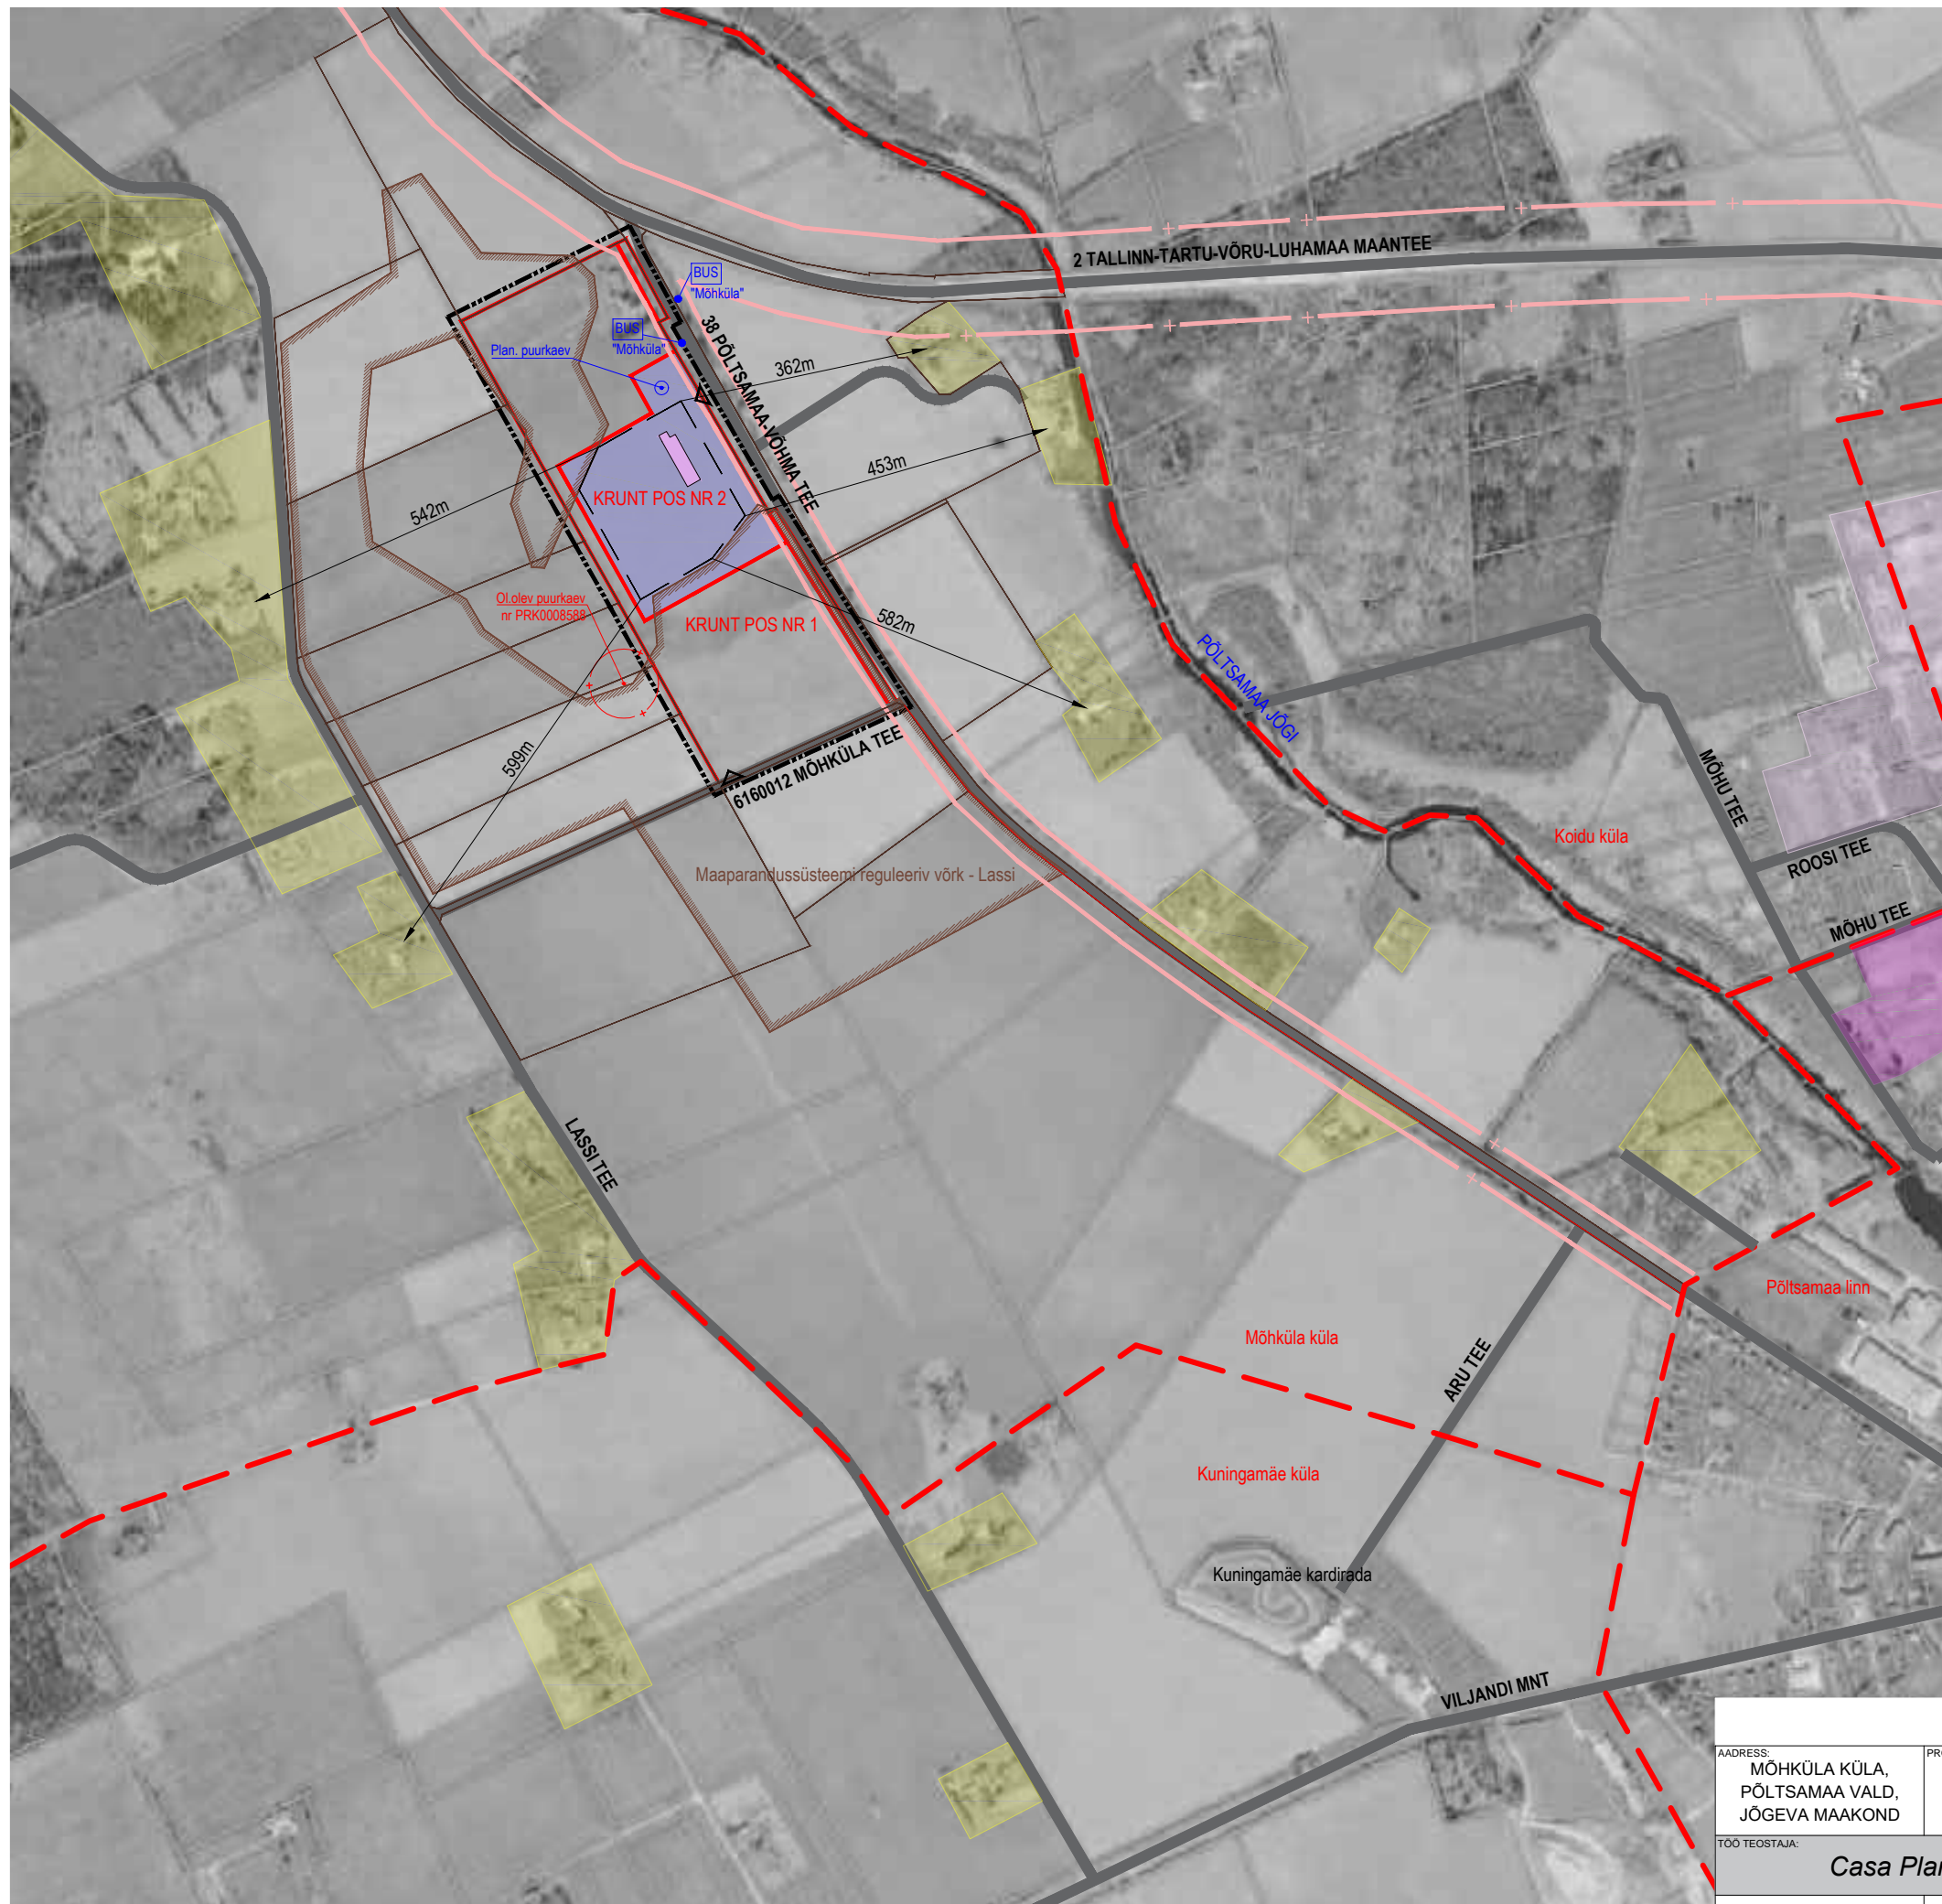 2 TALLINN-TARTU-VÕRU-LUHAMAA MAANTEE
BUS
"Mõhküla"
BUS
"Mõhküla"
Plan. puurkaev
38 PÕLTSAMAA-VÕHMA TEE
362m
453m
542m
KRUNT POS NR 2
Ol.olev puurkaev
nr PRK0008588
KRUNT POS NR 1
582m
599m
6160012 MÕHKÜLA TEE
PÕLTSAMAA JÕGI
MÕHU TEE
Koidu küla
ROOSI TEE
MÕHU TEE
Maaparandussüsteemi reguleeriv võrk - Lassi
LASSI TEE
Põltsamaa linn
Mõhküla küla
ARU TEE
Kuningamäe küla
Kuningamäe kardirada
VILJANDI MNT
AADRESS:
MÕHKÜLA KÜLA,
PÕLTSAMAA VALD,
JÕGEVA MAAKOND
TÖÖ TEOSTAJA:
Casa Plan